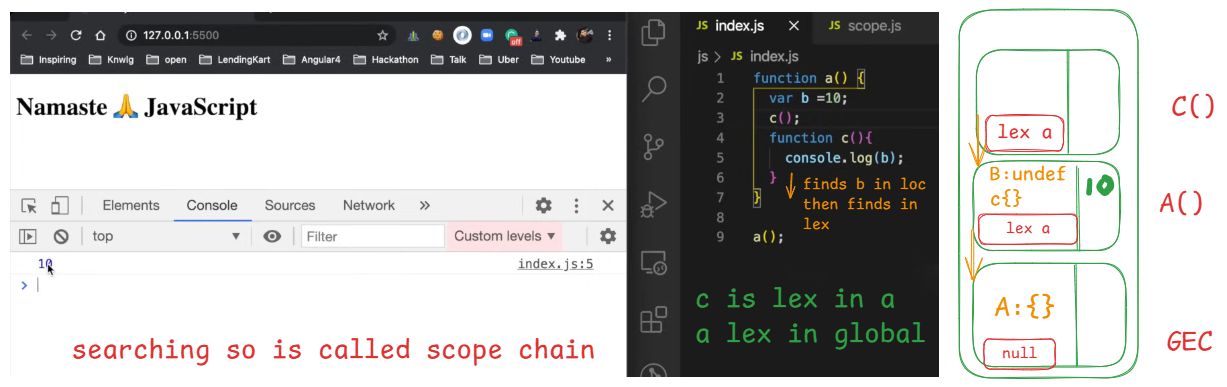 127.0.0.1:5500
off
Inspiring Knwlg open LendingKart Angular4 Hackathon Talk Uber Youtube »
Namaste 🙏 JavaScript
Elements Console Sources Network »
top ▼ Filter Custom levels ▼
10 index.js:5
>
searching so is called scope chain
JS index.js × JS scope.js
js > JS index.js
1 function a() {
2 var b =10;
3 c();
4 function c(){
5 console.log(b);
6 }
7 }
8
9 a();
finds b in loc
then finds in
lex
c is lex in a
a lex in global
lex a
C()
B:undef
c{}
10
lex a
A()
A:{}
null
GEC